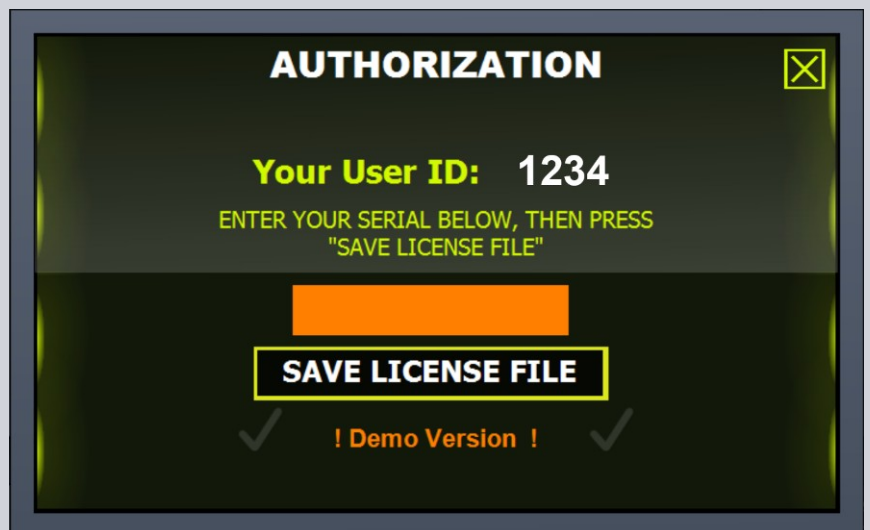 AUTHORIZATION
Your User ID: 1234
ENTER YOUR SERIAL BELOW, THEN PRESS
"SAVE LICENSE FILE"
SAVE LICENSE FILE
! Demo Version !